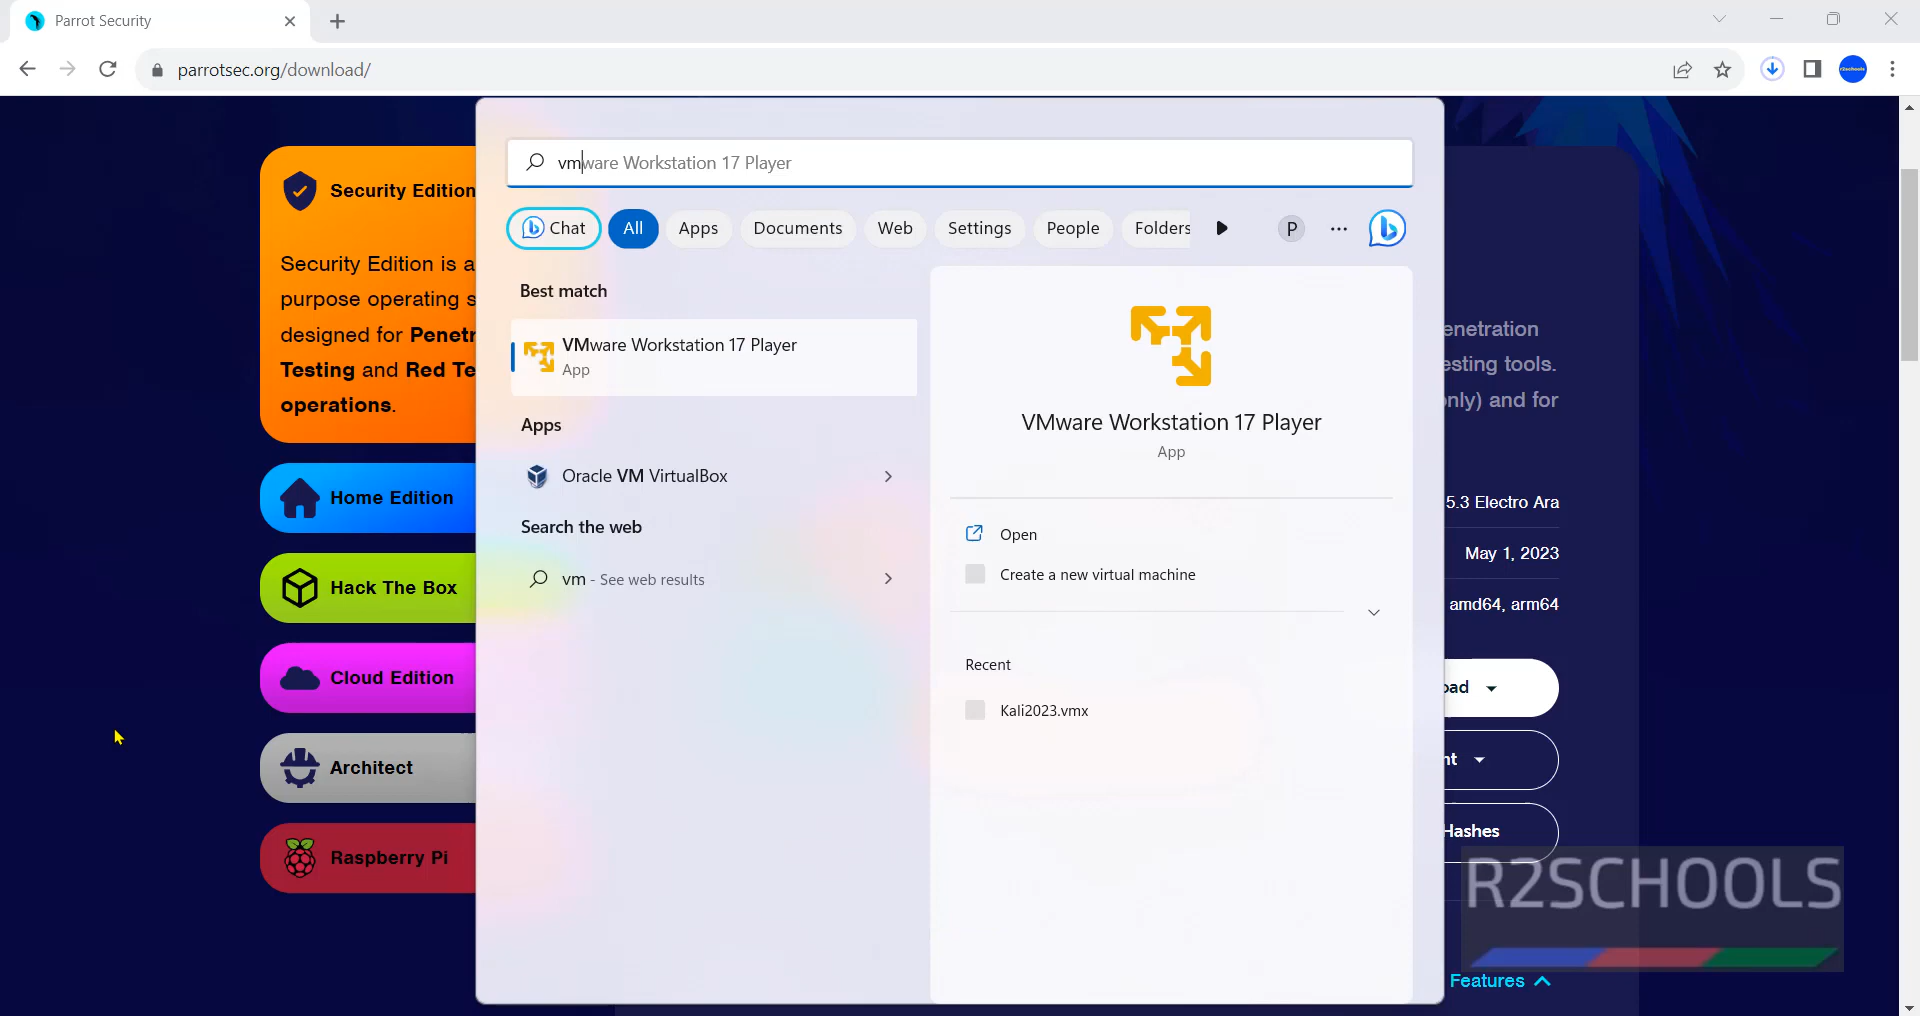 Parrot Security
parrotsec.org/download/
r2schools
Security Edition
Security Edition is a
purpose operating s
designed for Penetr
Testing and Red Te
operations.
Home Edition
Hack The Box
Cloud Edition
Architect
Raspberry Pi
vmware Workstation 17 Player
Chat
All
Apps
Documents
Web
Settings
People
Folders
P
Best match
VMware Workstation 17 Player
App
Apps
Oracle VM VirtualBox
Search the web
vm - See web results
VMware Workstation 17 Player
App
Open
Create a new virtual machine
Recent
Kali2023.vmx
enetration
esting tools.
only) and for
5.3 Electro Ara
May 1, 2023
amd64, arm64
oad
nt
Hashes
R2SCHOOLS
Features